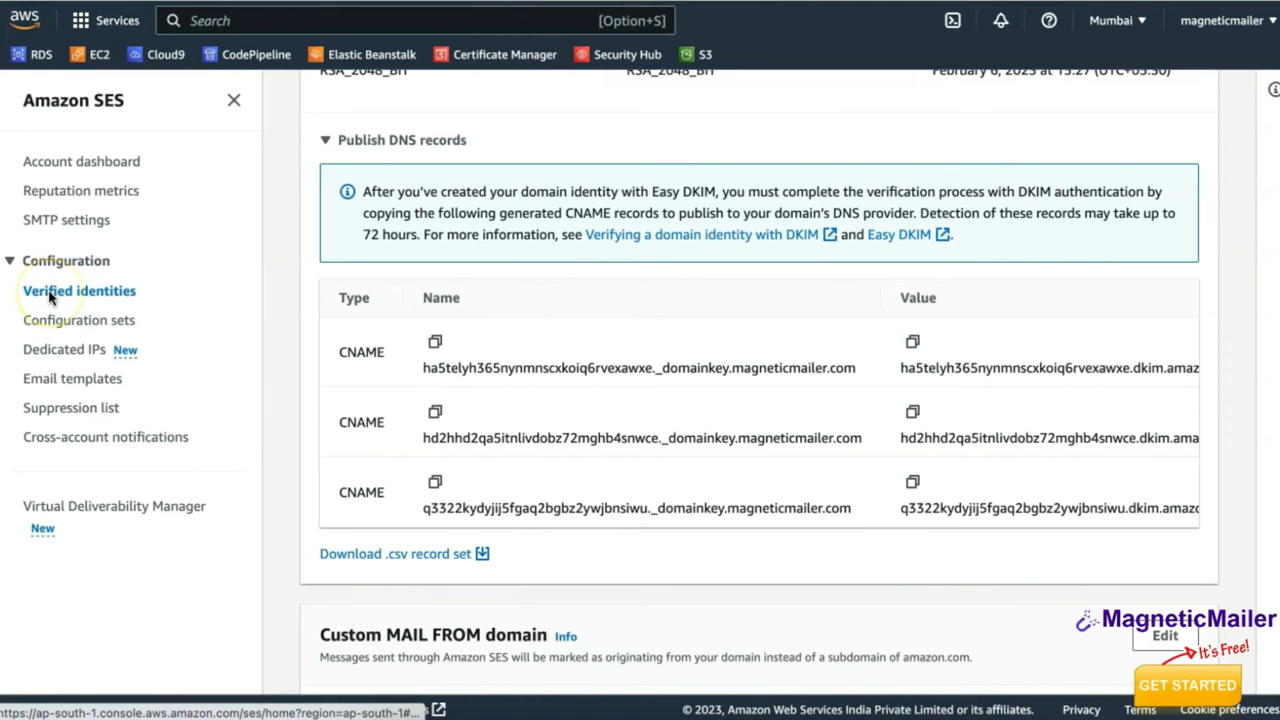 aws
Services
Search
[Option+S]
Mumbai
magneticmailer
RDS
EC2
Cloud9
CodePipeline
Elastic Beanstalk
Certificate Manager
Security Hub
S3
Amazon SES
Account dashboard
Reputation metrics
SMTP settings
Configuration
Verified identities
Configuration sets
Dedicated IPs New
Email templates
Suppression list
Cross-account notifications
Virtual Deliverability Manager
New
RSA_2048_BIT
RSA_2048_BIT
Publish DNS records
After you've created your domain identity with Easy DKIM, you must complete the verification process with DKIM authentication by
copying the following generated CNAME records to publish to your domain's DNS provider. Detection of these records may take up to
72 hours. For more information, see Verifying a domain identity with DKIM and Easy DKIM.
Type
Name
Value
CNAME
ha5telyh365nynmnscxkoiq6rvexawxe._domainkey.magneticmailer.com
ha5telyh365nynmnscxkoiq6rvexawxe.dkim.amaz
CNAME
hd2hhd2qa5itnlivdobz72mghb4snwce._domainkey.magneticmailer.com
hd2hhd2qa5itnlivdobz72mghb4snwce.dkim.ama
CNAME
q3322kydyjij5fgaq2bgbz2ywjbnsiwu._domainkey.magneticmailer.com
q3322kydyjij5fgaq2bgbz2ywjbnsiwu.dkim.amazo
Download .csv record set
Custom MAIL FROM domain Info
Edit
Messages sent through Amazon SES will be marked as originating from your domain instead of a subdomain of amazon.com.
MagneticMailer
It's Free!
GET STARTED
https://ap-south-1.console.aws.amazon.com/ses/home?region=ap-south-1#...
© 2023, Amazon Web Services India Private Limited or its affiliates.
Privacy
Terms
Cookie preferences